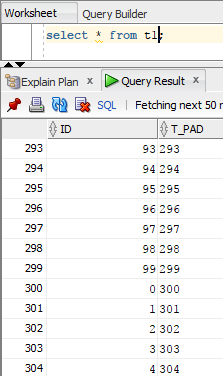 Worksheet Query Builder
select * from t1;
Explain Plan x Query Result x
SQL | Fetching next 50 r
ID T_PAD
293 93 293
294 94 294
295 95 295
296 96 296
297 97 297
298 98 298
299 99 299
300 0 300
301 1 301
302 2 302
303 3 303
304 4 304